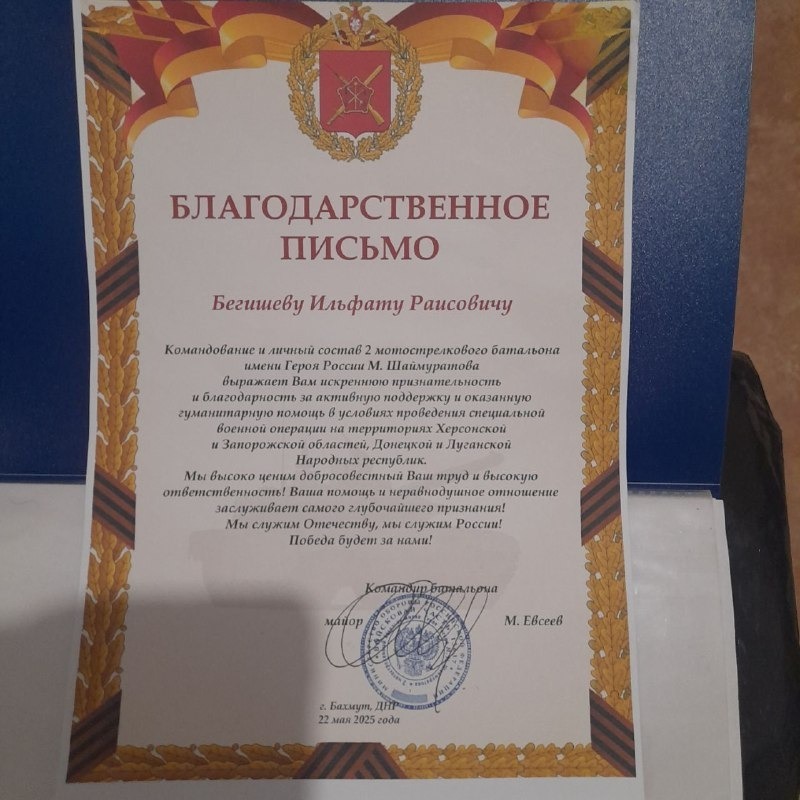 БЛАГОДАРСТВЕННОЕ
ПИСЬМО
Бегишеву Ильфату Раисовичу
Командование и личный состав 2 мотострелкового батальона
имени Героя России М. Шаймуратова
выражает Вам искреннюю признательность
и благодарность за активную поддержку и оказанную
гуманитарную помощь в условиях проведения специальной
военной операции на территориях Херсонской
и Запорожской областей, Донецкой и Луганской
Народных республик.
Мы высоко ценим добросовестный Ваш труд и высокую
ответственность! Ваша помощь и неравнодушное отношение
заслуживает самого глубочайшего признания!
Мы служим Отечеству, мы служим России!
Победа будет за нами!
Командир батальона
майор М. Евсеев
г. Бахмут, ДНР
22 мая 2025 года